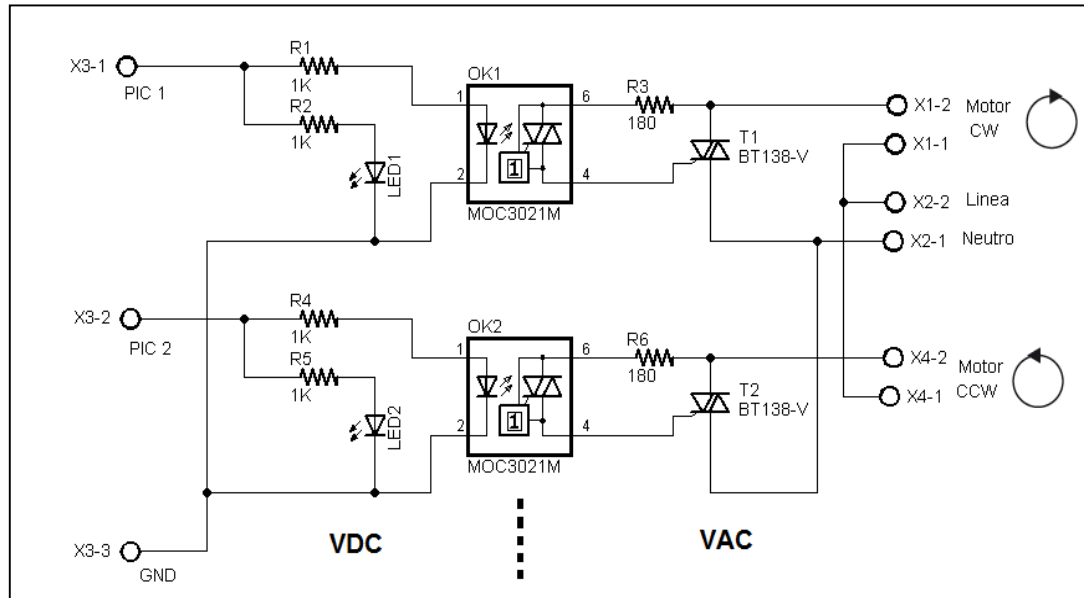 X3-1
PIC 1
R1
1K
R2
1K
LED1
OK1
1
2
6
4
1
MOC3021M
R3
180
T1
BT138-V
X1-2 Motor
CW
X1-1
X2-2 Linea
X2-1 Neutro
X3-2
PIC 2
R4
1K
R5
1K
LED2
OK2
1
2
6
4
1
MOC3021M
R6
180
T2
BT138-V
X4-2 Motor
CCW
X4-1
X3-3
GND
VDC
VAC